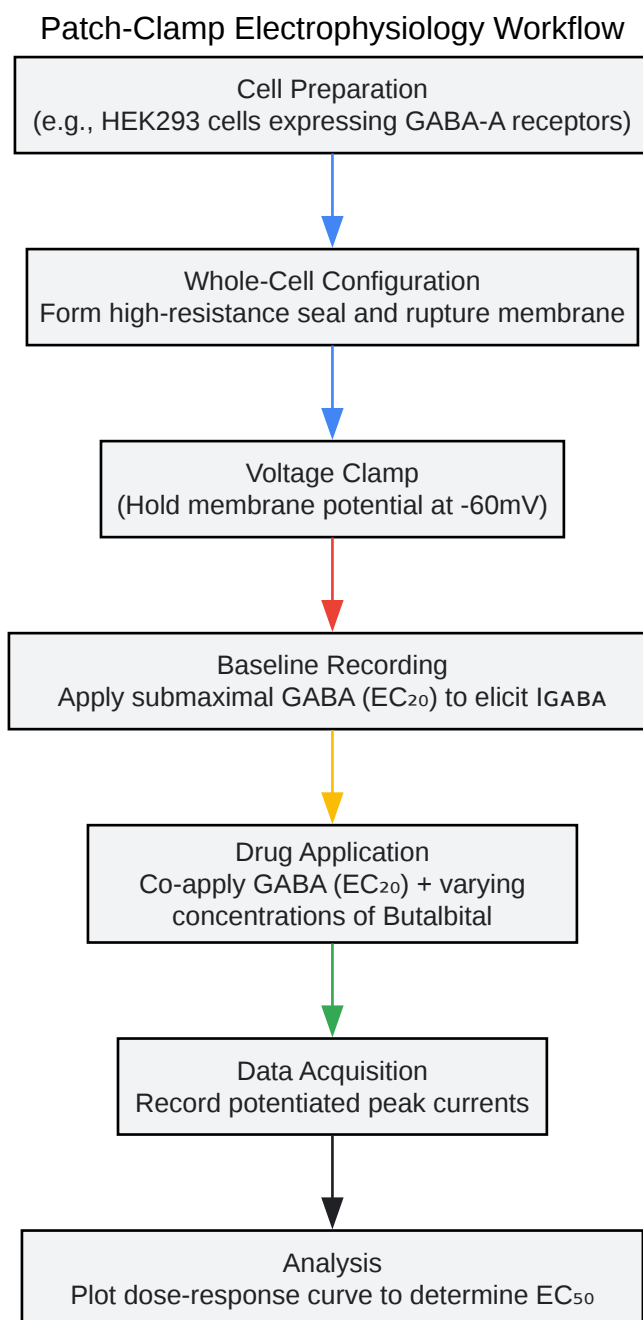 Patch-Clamp Electrophysiology Workflow
Cell Preparation
(e.g., HEK293 cells expressing GABA-A receptors)
Whole-Cell Configuration
Form high-resistance seal and rupture membrane
Voltage Clamp
(Hold membrane potential at -60mV)
Baseline Recording
Apply submaximal GABA (EC₂₀) to elicit Iɢᴀʙᴀ
Drug Application
Co-apply GABA (EC₂₀) + varying
concentrations of Butalbital
Data Acquisition
Record potentiated peak currents
Analysis
Plot dose-response curve to determine EC₅₀